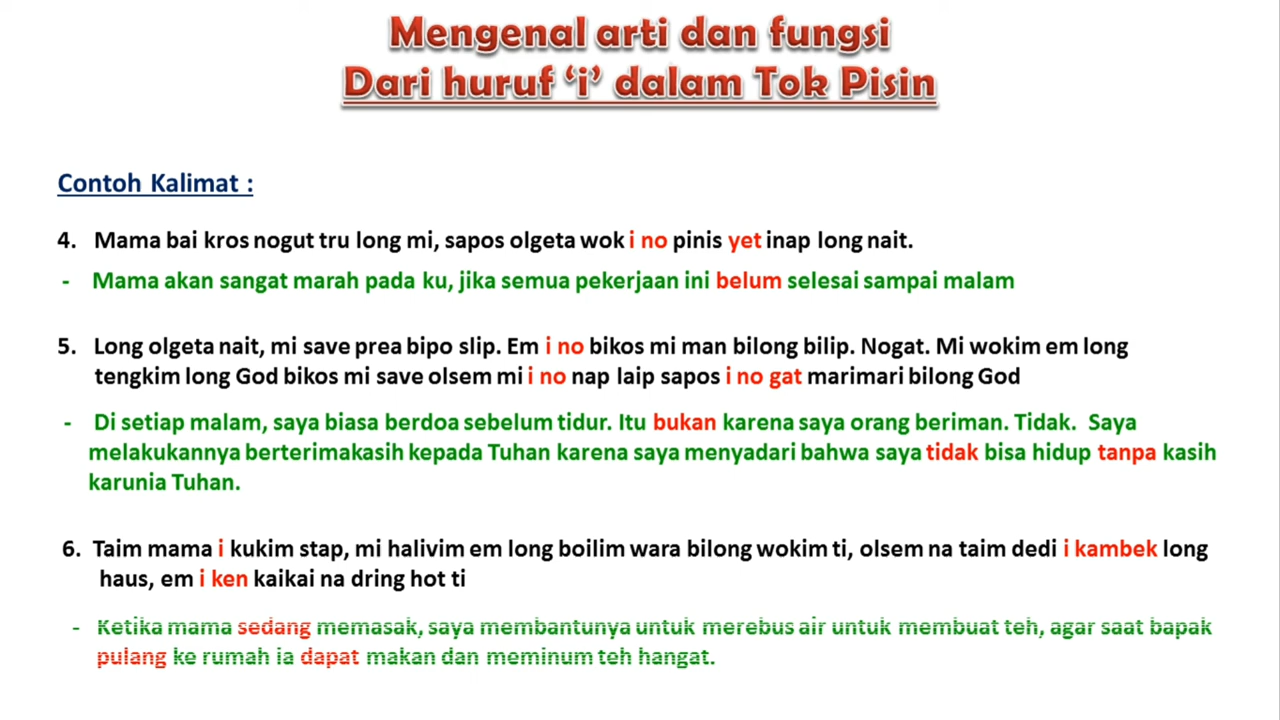 Mengenal arti dan fungsi
Dari huruf ‘i’ dalam Tok Pisin
Contoh Kalimat :
4. Mama bai kros nogut tru long mi, sapos olgeta wok i no pinis yet inap long nait.
- Mama akan sangat marah pada ku, jika semua pekerjaan ini belum selesai sampai malam
5. Long olgeta nait, mi save prea bipo slip. Em i no bikos mi man bilong bilip. Nogat. Mi wokim em long
tengkim long God bikos mi save olsem mi i no nap laip sapos i no gat marimari bilong God
- Di setiap malam, saya biasa berdoa sebelum tidur. Itu bukan karena saya orang beriman. Tidak. Saya
melakukannya berterimakasih kepada Tuhan karena saya menyadari bahwa saya tidak bisa hidup tanpa kasih
karunia Tuhan.
6. Taim mama i kukim stap, mi halivim em long boilim wara bilong wokim ti, olsem na taim dedi i kambek long
haus, em i ken kaikai na dring hot ti
- Ketika mama sedang memasak, saya membantunya untuk merebus air untuk membuat teh, agar saat bapak
pulang ke rumah ia dapat makan dan meminum teh hangat.